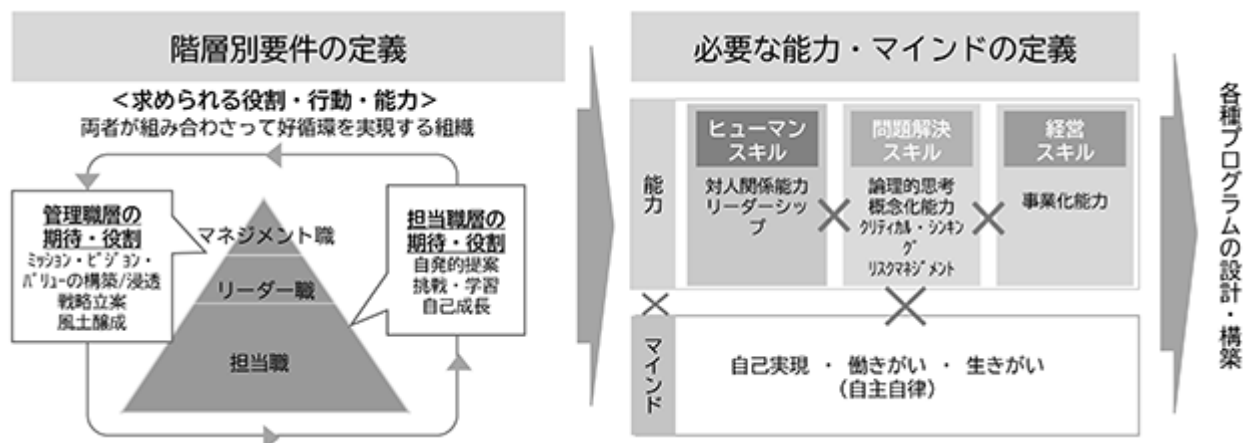 階層別要件の定義
<求められる役割・行動・能力>
両者が組み合わさって好循環を実現する組織
管理職層の
期待・役割
ﾐｯｼｮﾝ・ﾋﾞｼﾞｮﾝ・
ﾊﾞﾘｭｰの構築/浸透
戦略立案
風土醸成
マネジメント職
リーダー職
担当職
担当職層の
期待・役割
自発的提案
挑戦・学習
自己成長
必要な能力・マインドの定義
能力
ヒューマン
スキル
対人関係能力
リーダーシッ
プ
問題解決
スキル
論理的思考
概念化能力
ｸﾘﾃｨｶﾙ・ｼﾝｷﾝ
ｸﾞ
ﾘｽｸﾏﾈｼﾞﾒﾝﾄ
経営
スキル
事業化能力
マインド
自己実現 ・ 働きがい ・ 生きがい
(自主自律)
各種プログラムの設計・構築